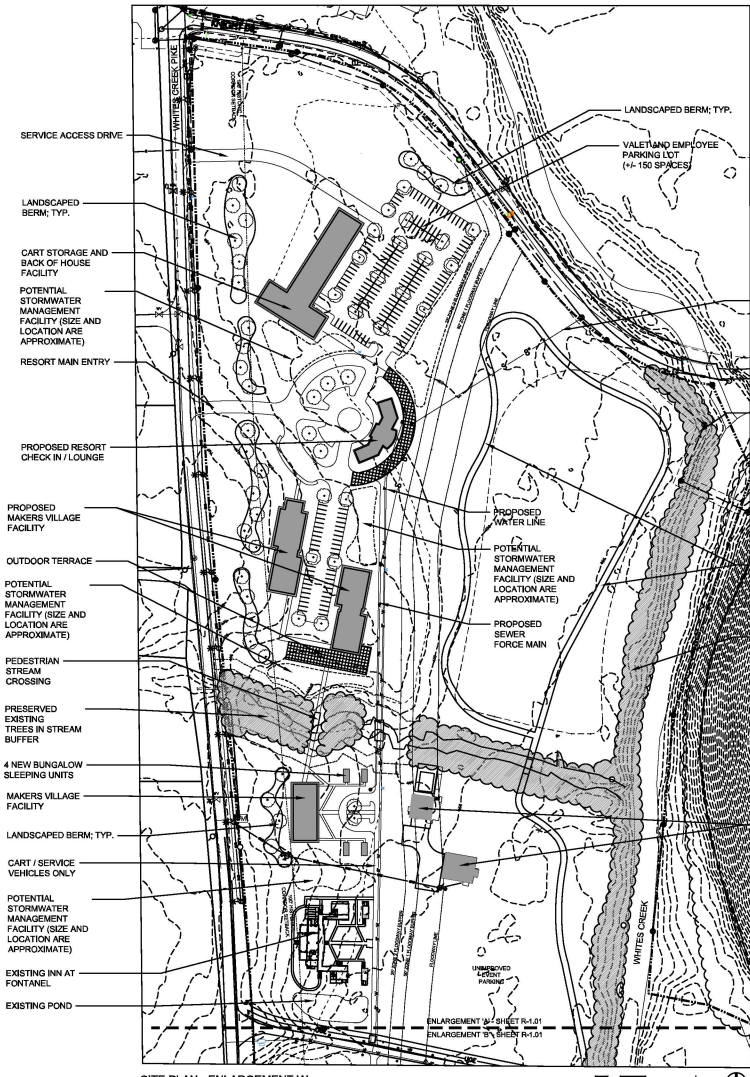 KNIGHT DR.
WHITES CREEK PIKE
LANDSCAPED BERM; TYP.
VALET AND EMPLOYEE
PARKING LOT
(+/- 150 SPACES)
SERVICE ACCESS DRIVE
LANDSCAPED
BERM; TYP.
CART STORAGE AND
BACK OF HOUSE
FACILITY
POTENTIAL
STORMWATER
MANAGEMENT
FACILITY (SIZE AND
LOCATION ARE
APPROXIMATE)
RESORT MAIN ENTRY
PROPOSED RESORT
CHECK IN / LOUNGE
PROPOSED
MAKERS VILLAGE
FACILITY
OUTDOOR TERRACE
POTENTIAL
STORMWATER
MANAGEMENT
FACILITY (SIZE AND
LOCATION ARE
APPROXIMATE)
PEDESTRIAN
STREAM
CROSSING
PRESERVED
EXISTING
TREES IN STREAM
BUFFER
4 NEW BUNGALOW
SLEEPING UNITS
MAKERS VILLAGE
FACILITY
LANDSCAPED BERM; TYP.
CART / SERVICE
VEHICLES ONLY
POTENTIAL
STORMWATER
MANAGEMENT
FACILITY (SIZE AND
LOCATION ARE
APPROXIMATE)
EXISTING INN AT
FONTANEL
EXISTING POND
PROPOSED
WATER LINE
POTENTIAL
STORMWATER
MANAGEMENT
FACILITY (SIZE AND
LOCATION ARE
APPROXIMATE)
PROPOSED
SEWER
FORCE MAIN
FLOODWAY LINE
UNIMPROVED
EVENT
PARKING
WHITES CREEK
ENLARGEMENT 'A' - SHEET R-1.01
ENLARGEMENT 'B' - SHEET R-1.01